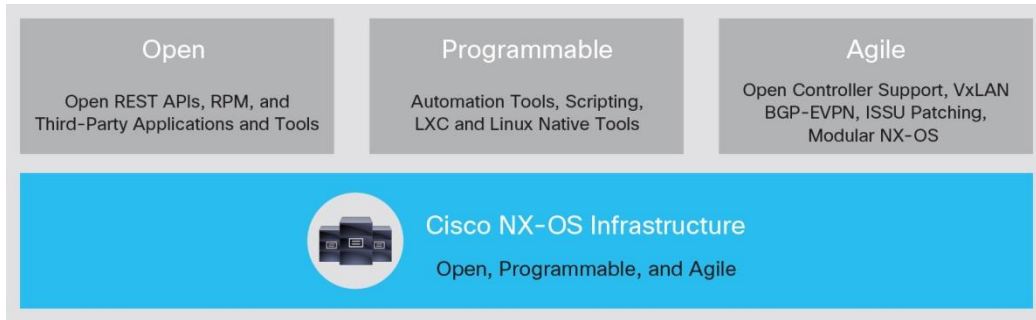 Open
Open REST APIs, RPM, and
Third-Party Applications and Tools
Programmable
Automation Tools, Scripting,
LXC and Linux Native Tools
Agile
Open Controller Support, VxLAN
BGP-EVPN, ISSU Patching,
Modular NX-OS
Cisco NX-OS Infrastructure
Open, Programmable, and Agile